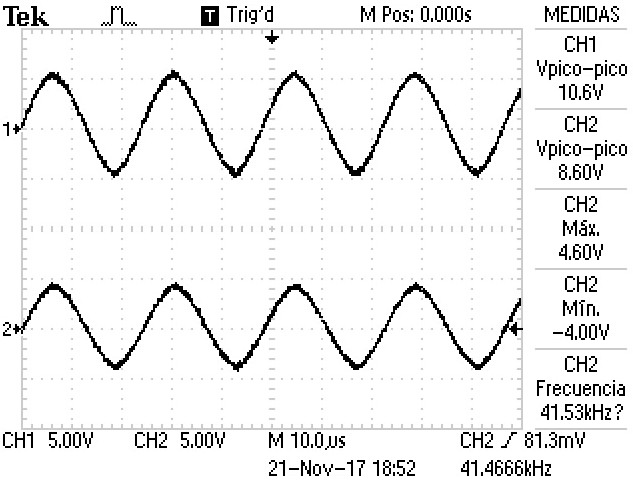 Tek T Trig'd M Pos: 0.000s MEDIDAS
CH1
Vpico-pico
10.6V
CH2
Vpico-pico
8.60V
CH2
Máx.
4.60V
CH2
Mín.
-4.00V
CH2
Frecuencia
41.53kHz?
1
2
CH1 5.00V CH2 5.00V M 10.0µs CH2 81.3mV
21-Nov-17 18:52 41.4666kHz